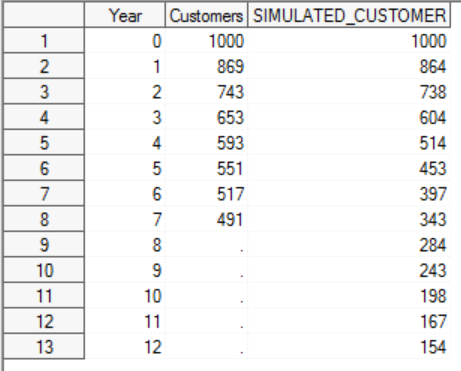 Year Customers SIMULATED_CUSTOMER
1 0 1000 1000
2 1 869 864
3 2 743 738
4 3 653 604
5 4 593 514
6 5 551 453
7 6 517 397
8 7 491 343
9 8 . 284
10 9 . 243
11 10 . 198
12 11 . 167
13 12 . 154